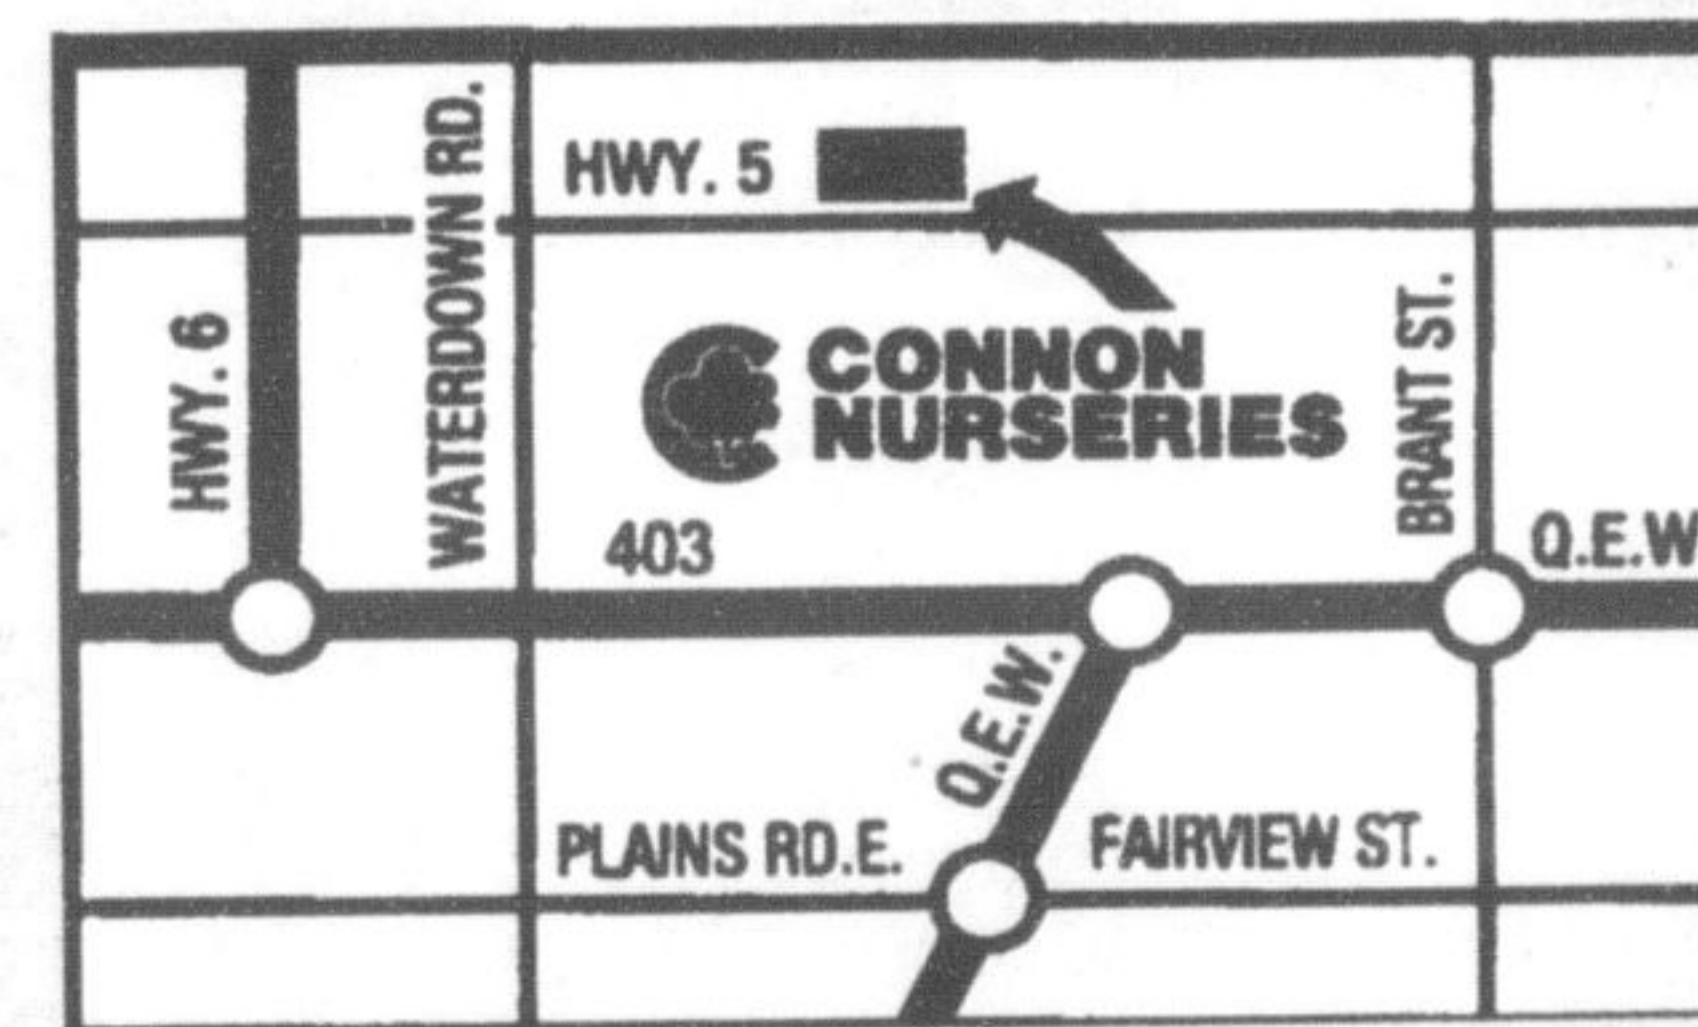 WATERDOWN RD.
HWY. 5
HWY. 6
CONNON
NURSERIES
BRANT ST.
403
Q.E.W
Q.E.W.
PLAINS RD.E.
FAIRVIEW ST.